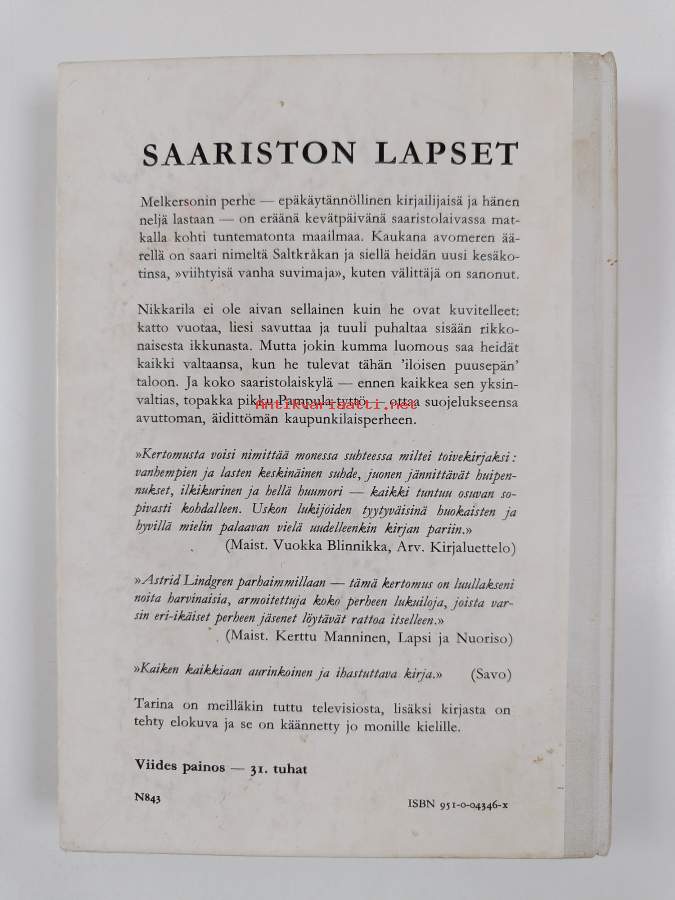 SAARISTON LAPSET
Melkersonin perhe — epäkäytännöllinen kirjailijaisä ja hänen
neljä lastaan — on eräänä kevätpäivänä saaristolaivassa mat-
kalla kohti tuntematonta maailmaa. Kaukana avomeren ää-
rellä on saari nimeltä Saltkråkan ja siellä heidän uusi kesäko-
tinsa, »viihtyisä vanha suvimaja», kuten välittäjä on sanonut.
Nikkarila ei ole aivan sellainen kuin he ovat kuvitelleet:
katto vuotaa, liesi savuttaa ja tuuli puhaltaa sisään rikko-
naisesta ikkunasta. Mutta jokin kumma luomous saa heidät
kaikki valtaansa, kun he tulevat tähän 'iloisen puusepän'
taloon. Ja koko saaristolaiskylä — ennen kaikkea sen yksin-
valtias, topakka pikku Pampula-tyttö — ottaa suojelukseensa
Antikvariaatti.net
avuttoman, äidittömän kaupunkilaisperheen.
»Kertomusta voisi nimittää monessa suhteessa miltei toivekirjaksi:
vanhempien ja lasten keskinäinen suhde, juonen jännittävät huipen-
nukset, ilkikurinen ja hellä huumori — kaikki tuntuu osuvan so-
pivasti kohdalleen. Uskon lukijoiden tyytyväisinä huokaisten ja
hyvillä mielin palaavan vielä uudelleenkin kirjan pariin.»
(Maist. Vuokka Blinnikka, Arv. Kirjaluettelo)
»Astrid Lindgren parhaimmillaan — tämä kertomus on luullakseni
noita harvinaisia, armoitettuja koko perheen lukuiloja, joista var-
sin eri-ikäiset perheen jäsenet löytävät rattoa itselleen.»
(Maist. Kerttu Manninen, Lapsi ja Nuoriso)
»Kaiken kaikkiaan aurinkoinen ja ihastuttava kirja.» (Savo)
Tarina on meilläkin tuttu televisiosta, lisäksi kirjasta on
tehty elokuva ja se on käännetty jo monille kielille.
Viides painos — 31. tuhat
N843 ISBN 951-0-04346-x